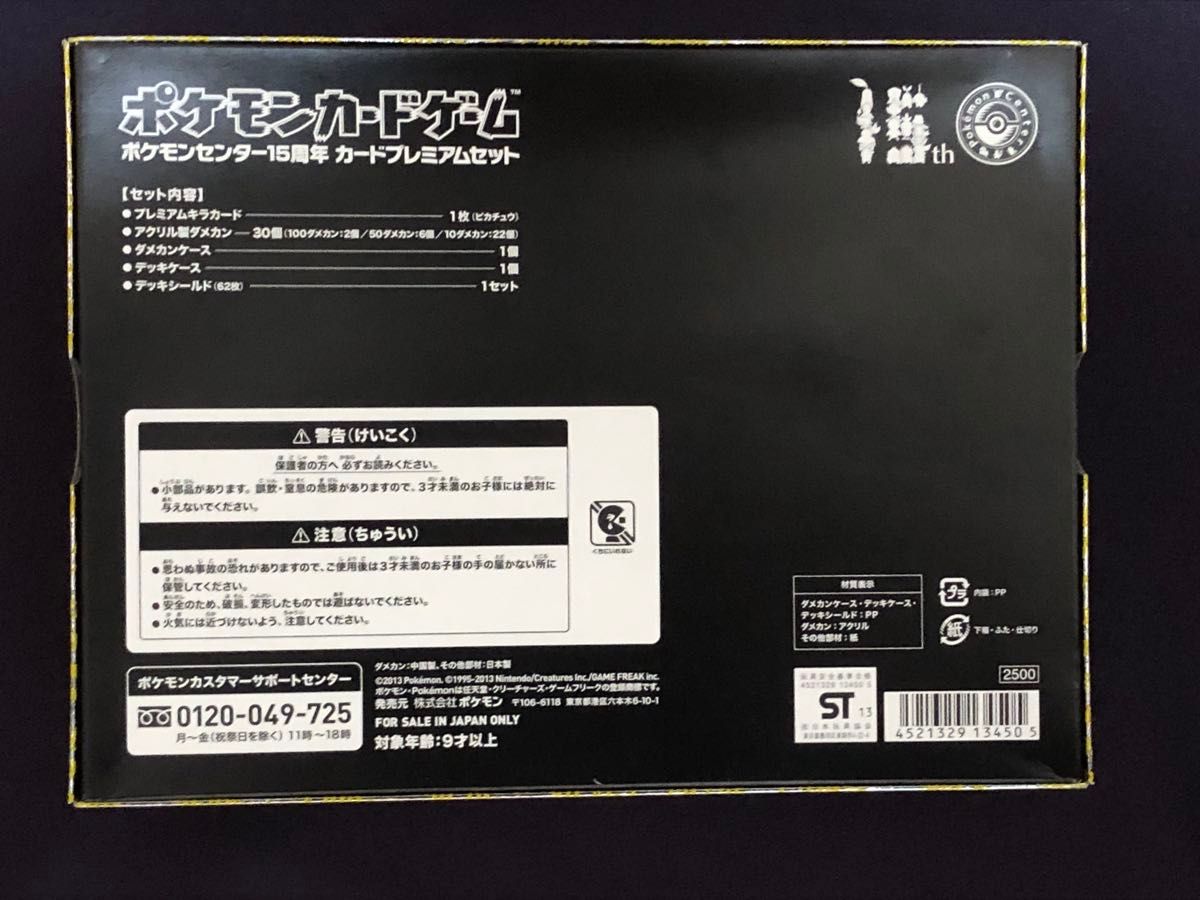 ポケモンカードゲーム™
ポケモンセンター15周年 カードプレミアムセット
th
Pokémon Center
【セット内容】
●プレミアムキラカード 1枚(ピカチュウ)
●アクリル製ダメカン 30個(100ダメカン:2個/50ダメカン:6個/10ダメカン:22個)
●ダメカンケース 1個
●デッキケース 1個
●デッキシールド(62枚) 1セット
⚠ 警告(けいこく)
保護者の方へ 必ずお読みください。
●小部品があります。誤飲・窒息の危険がありますので、3才未満のお子様には絶対に
与えないでください。
⚠ 注意(ちゅうい)
●思わぬ事故の恐れがありますので、ご使用後は3才未満のお子様の手の届かない所に
保管してください。
●安全のため、破損、変形したものでは遊ばないでください。
●火気には近づけないよう、注意してください。
くちにいれない
材質表示
ダメカンケース・デッキケース・
デッキシールド:PP
ダメカン:アクリル
その他部材:紙
プラ
内装:PP
紙
下箱・ふた・仕切り
ポケモンカスタマーサポートセンター
0120-049-725
月~金(祝祭日を除く) 11時~18時
ダメカン:中国製、その他部材:日本製
©2013 Pokémon. ©1995-2013 Nintendo/Creatures Inc./GAME FREAK inc.
ポケモン・Pokémonは任天堂・クリーチャーズ・ゲームフリークの登録商標です。
発売元 株式会社ポケモン 〒106-6118 東京都港区六本木6-10-1
FOR SALE IN JAPAN ONLY
対象年齢:9才以上
玩具安全基準合格
4521329 13450 5
ST 13
2500
4521329 134505